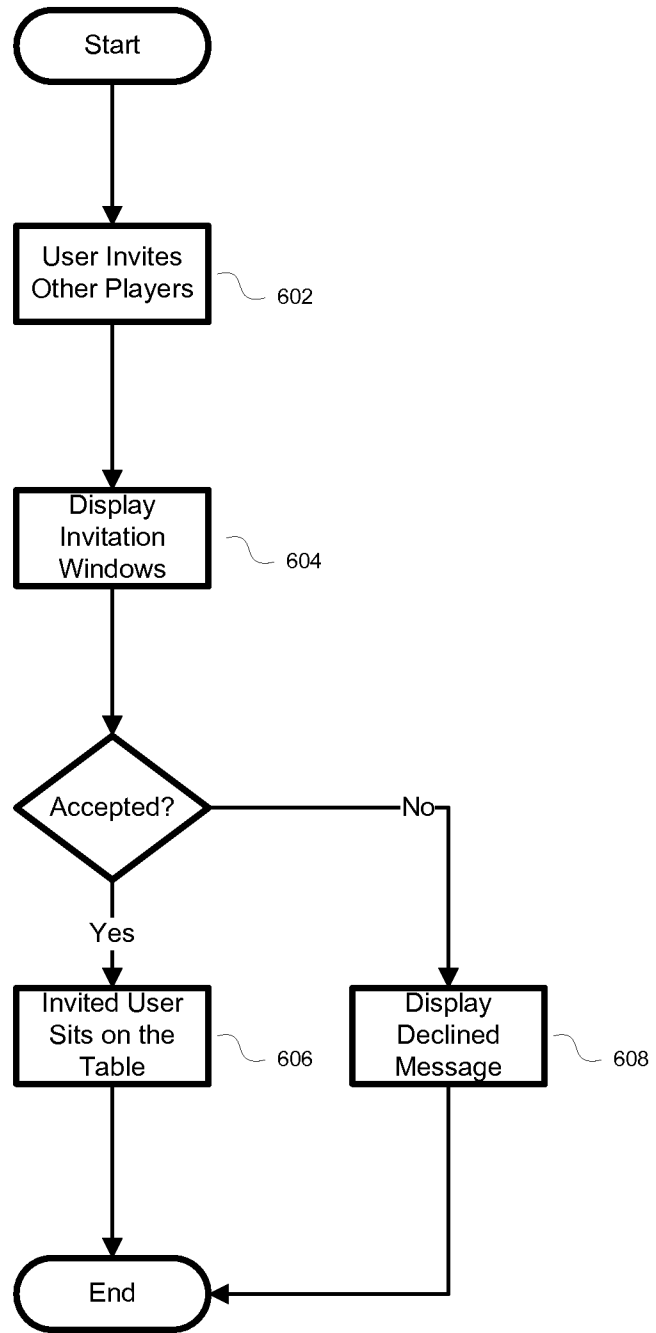 Start
User Invites
Other Players
602
Display
Invitation
Windows
604
Accepted?
No
Yes
Invited User
Sits on the
Table
606
Display
Declined
Message
608
End